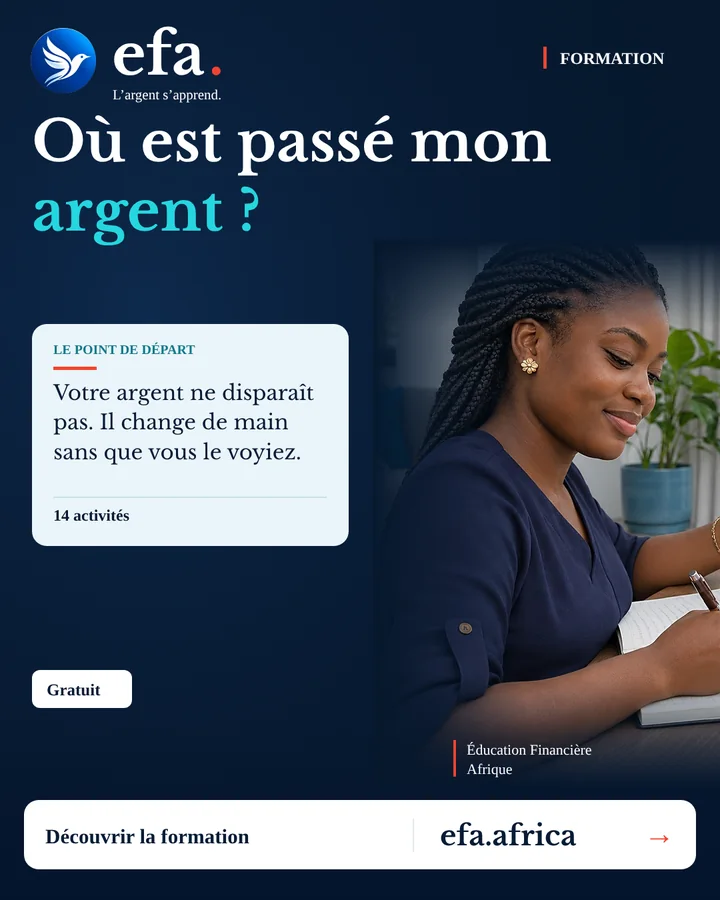 efa.
L’argent s’apprend.
FORMATION
Où est passé mon
argent ?
LE POINT DE DÉPART
Votre argent ne disparaît
pas. Il change de main
sans que vous le voyiez.
14 activités
Gratuit
Éducation Financière
Afrique
Découvrir la formation
efa.africa
→